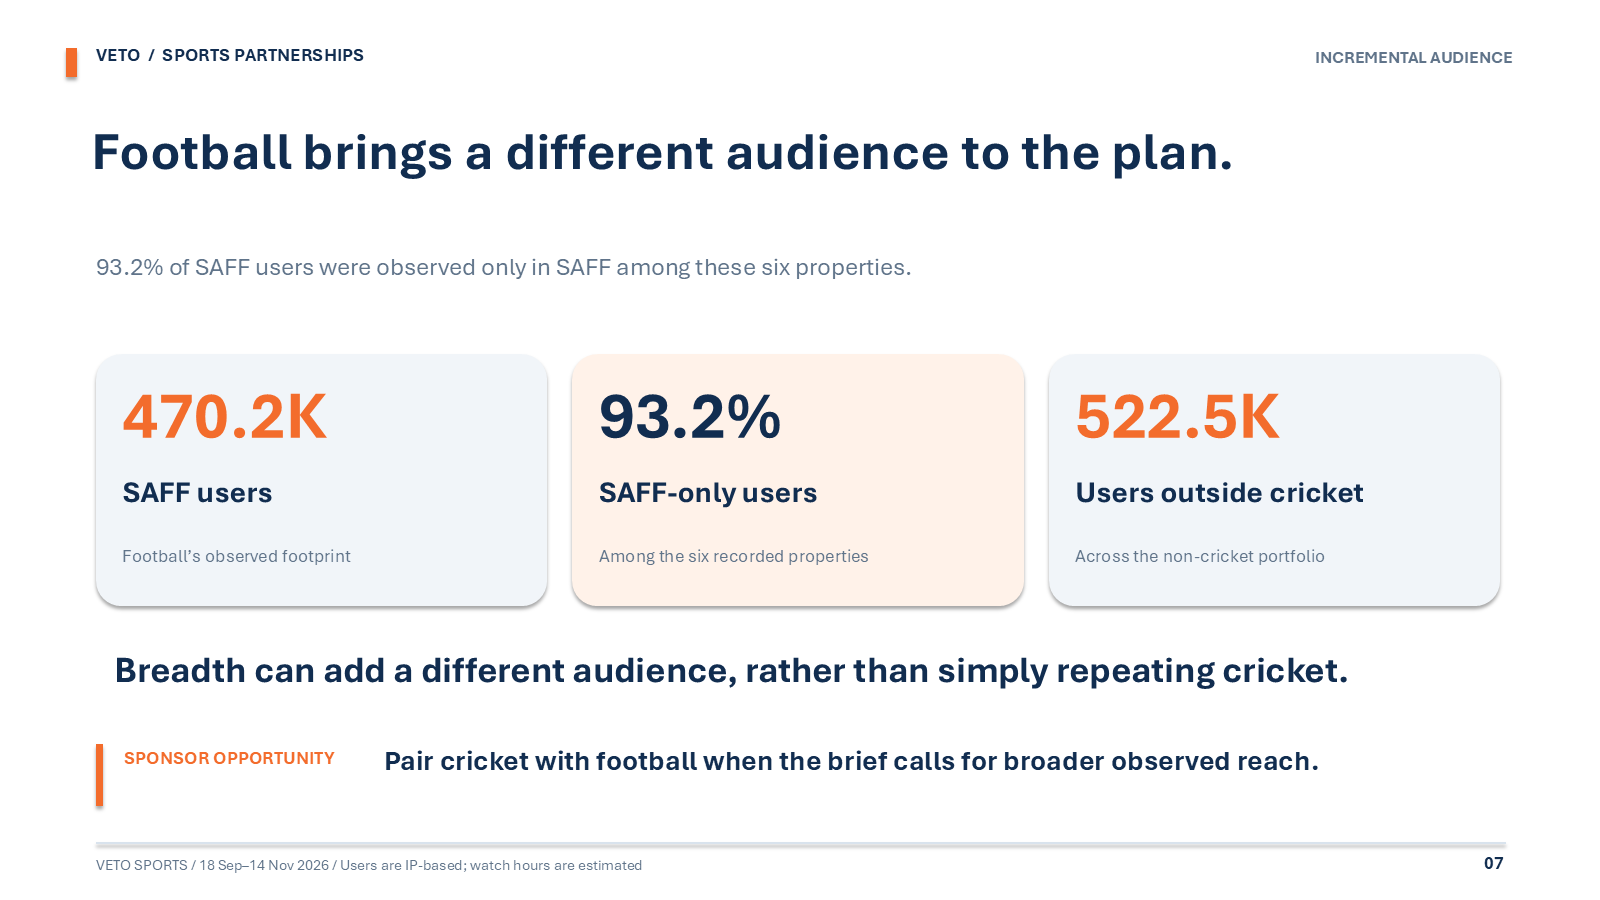 VETO / SPORTS PARTNERSHIPS
INCREMENTAL AUDIENCE
Football brings a different audience to the plan.
93.2% of SAFF users were observed only in SAFF among these six properties.
470.2K
SAFF users
Football’s observed footprint
93.2%
SAFF-only users
Among the six recorded properties
522.5K
Users outside cricket
Across the non-cricket portfolio
Breadth can add a different audience, rather than simply repeating cricket.
SPONSOR OPPORTUNITY
Pair cricket with football when the brief calls for broader observed reach.
VETO SPORTS / 18 Sep–14 Nov 2026 / Users are IP-based; watch hours are estimated
07